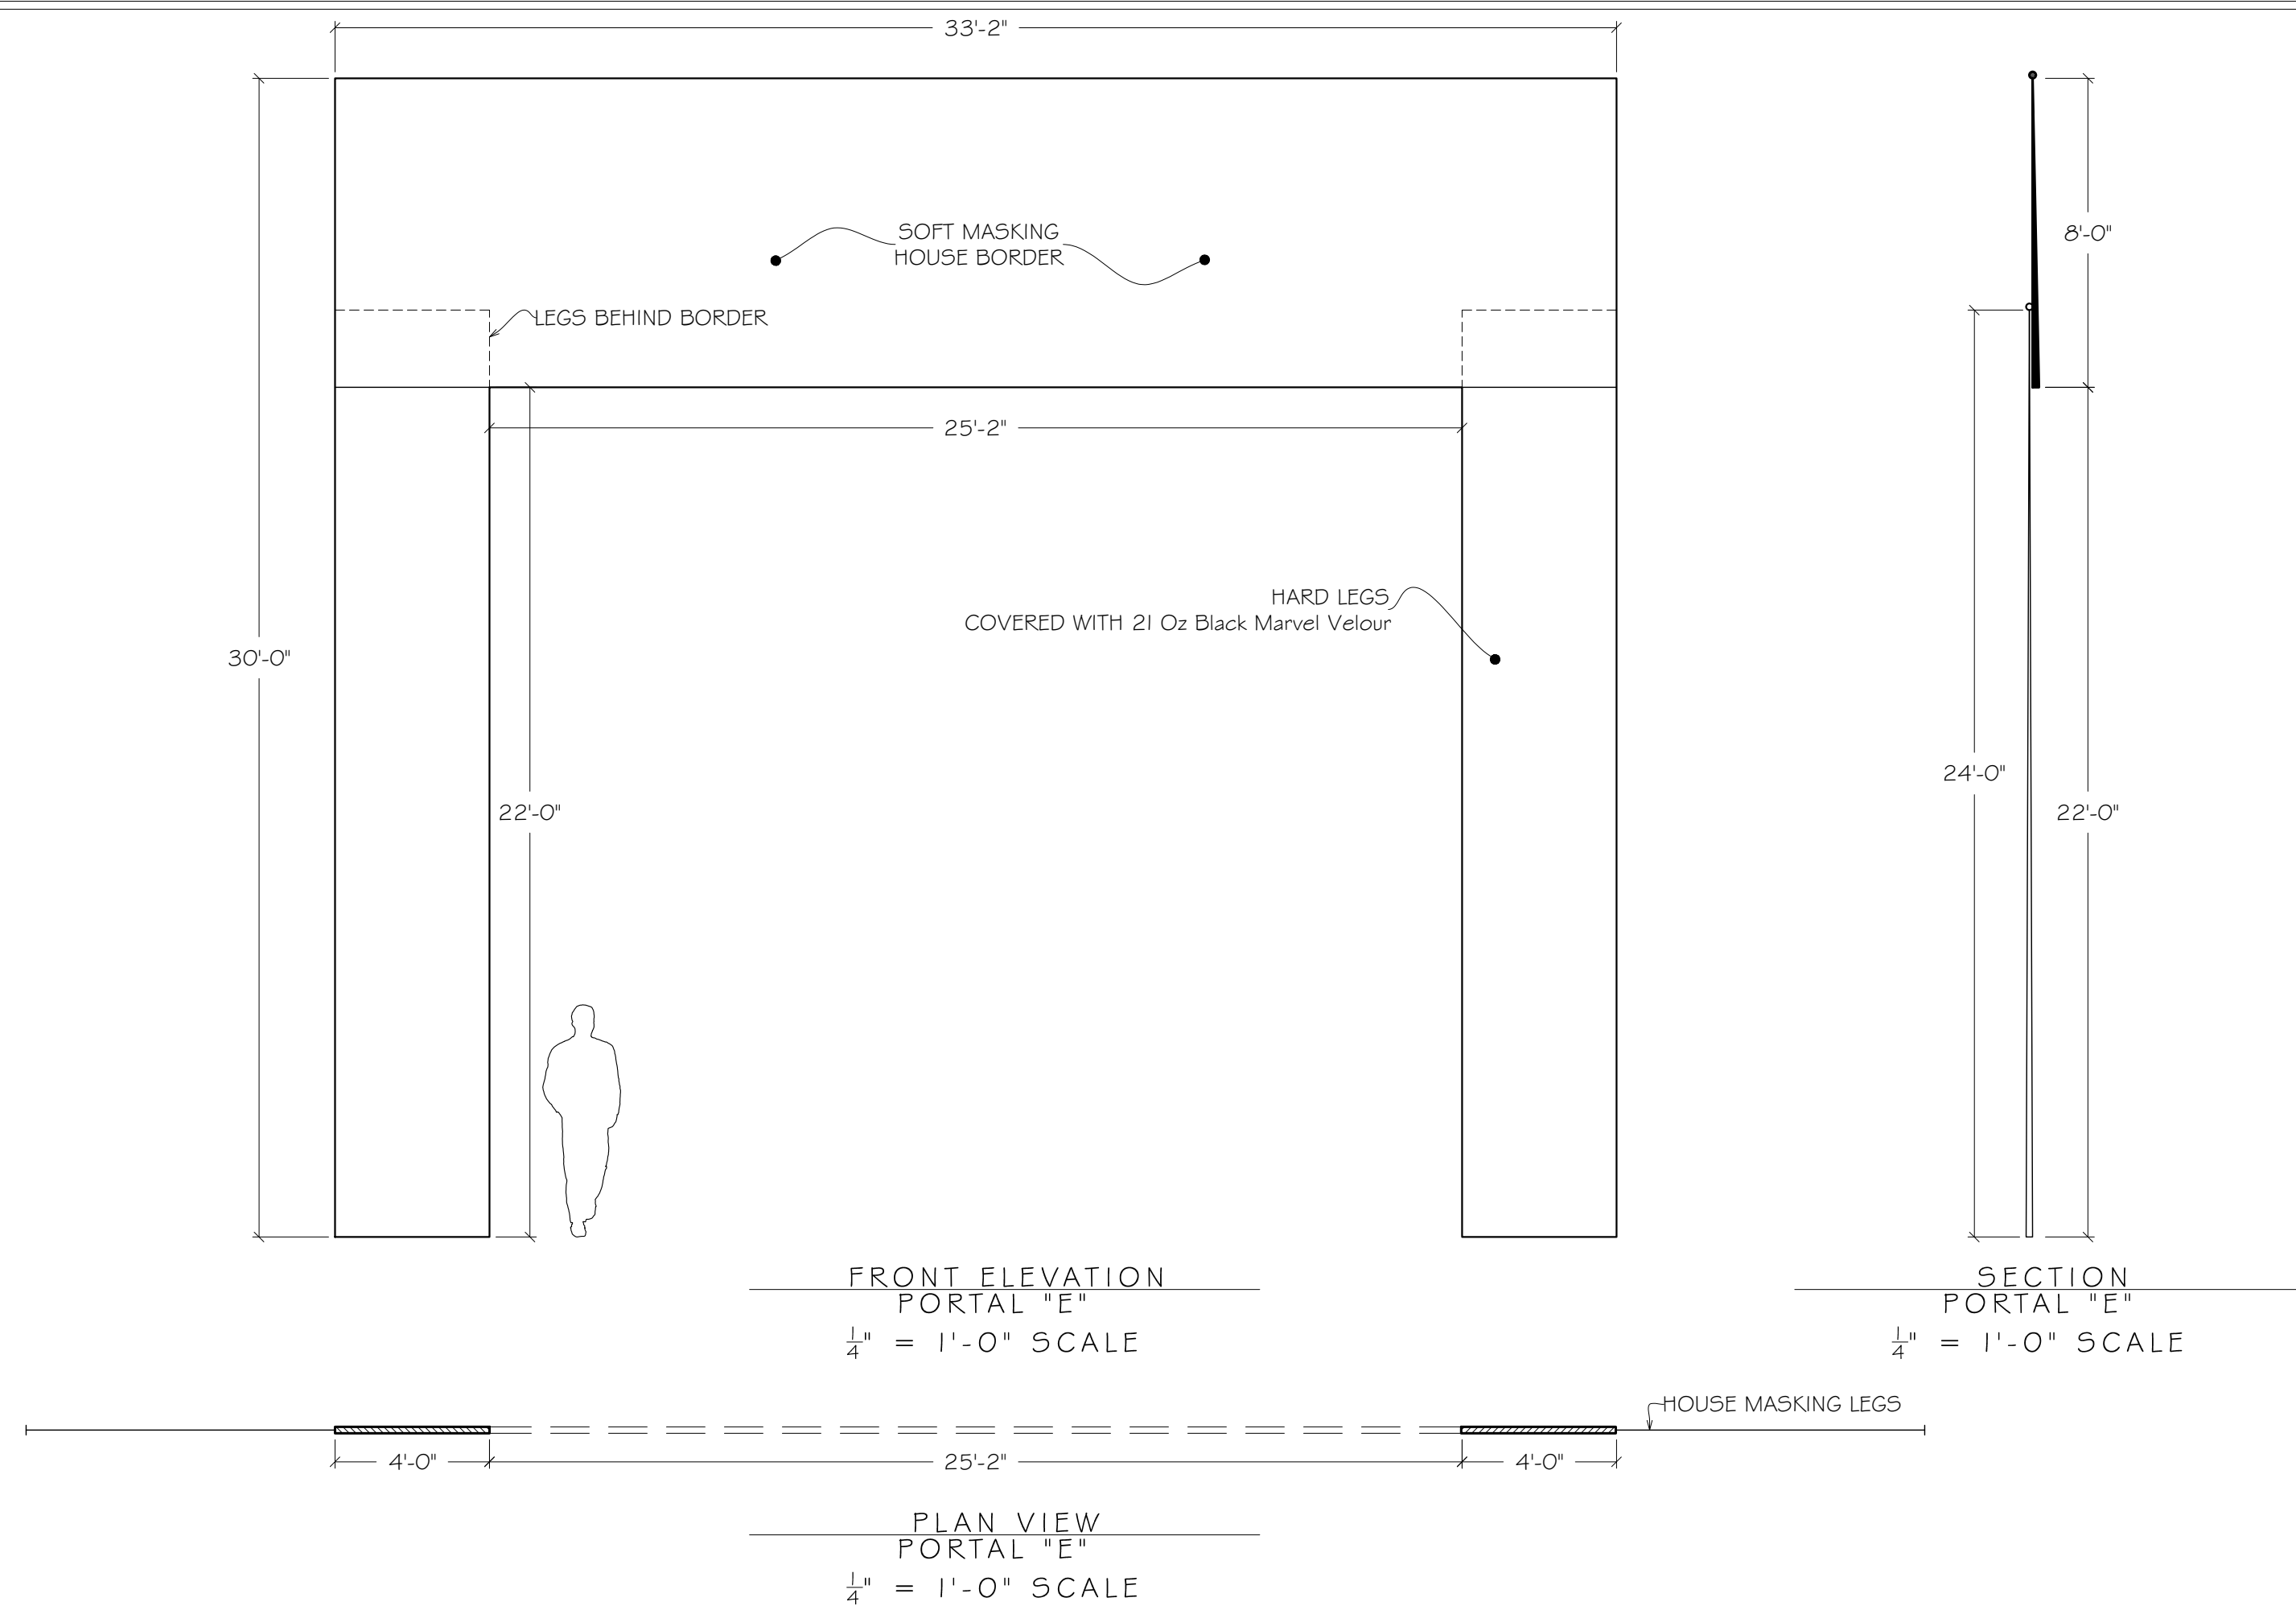 33'-2"
SOFT MASKING
HOUSE BORDER
8'-0"
LEGS BEHIND BORDER
25'-2"
HARD LEGS
COVERED WITH 21 Oz Black Marvel Velour
30'-0"
24'-0"
22'-0"
22'-0"
FRONT ELEVATION
PORTAL "E"
1/4" = 1'-0" SCALE
SECTION
PORTAL "E"
1/4" = 1'-0" SCALE
HOUSE MASKING LEGS
4'-0"
25'-2"
4'-0"
PLAN VIEW
PORTAL "E"
1/4" = 1'-0" SCALE